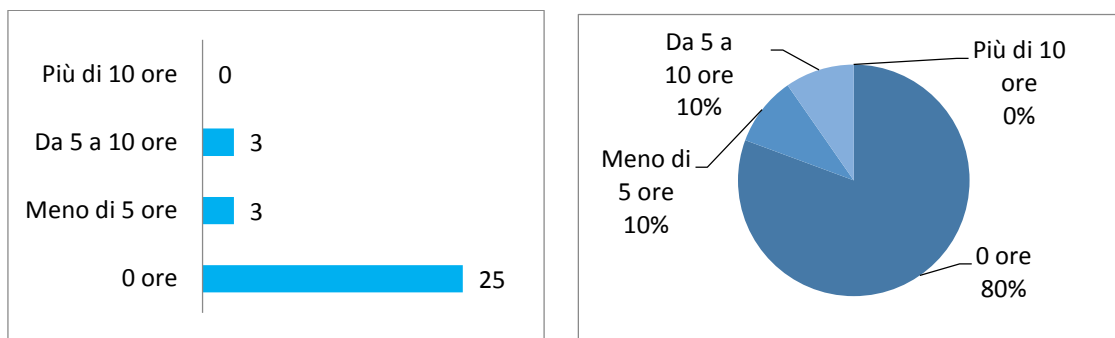 Più di 10 ore
0
Da 5 a 10 ore
3
Meno di 5 ore
3
0 ore
25
Da 5 a
10 ore
10%
Più di 10
ore
0%
Meno di
5 ore
10%
0 ore
80%